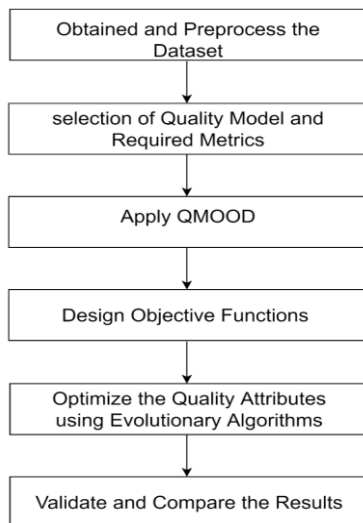 Obtained and Preprocess the
Dataset
selection of Quality Model and
Required Metrics
Apply QMOOD
Design Objective Functions
Optimize the Quality Attributes
using Evolutionary Algorithms
Validate and Compare the Results